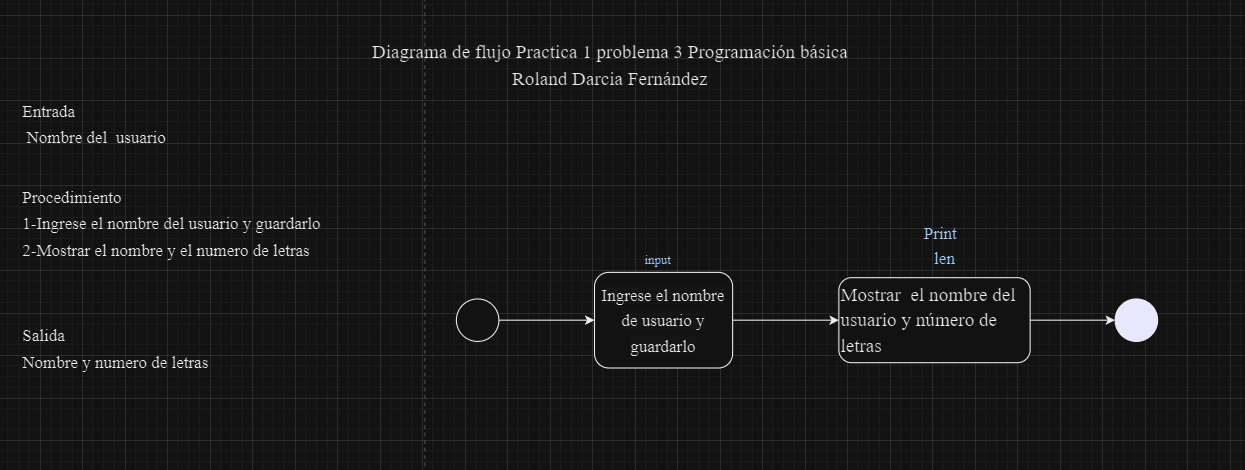 Diagrama de flujo Practica 1 problema 3 Programación básica
Roland Darcia Fernández
Entrada
Nombre del  usuario
Procedimiento
1-Ingrese el nombre del usuario y guardarlo
2-Mostrar el nombre y el numero de letras
Salida
Nombre y numero de letras
input
Ingrese el nombre
de usuario y
guardarlo
Print
len
Mostrar  el nombre del
usuario y número de
letras